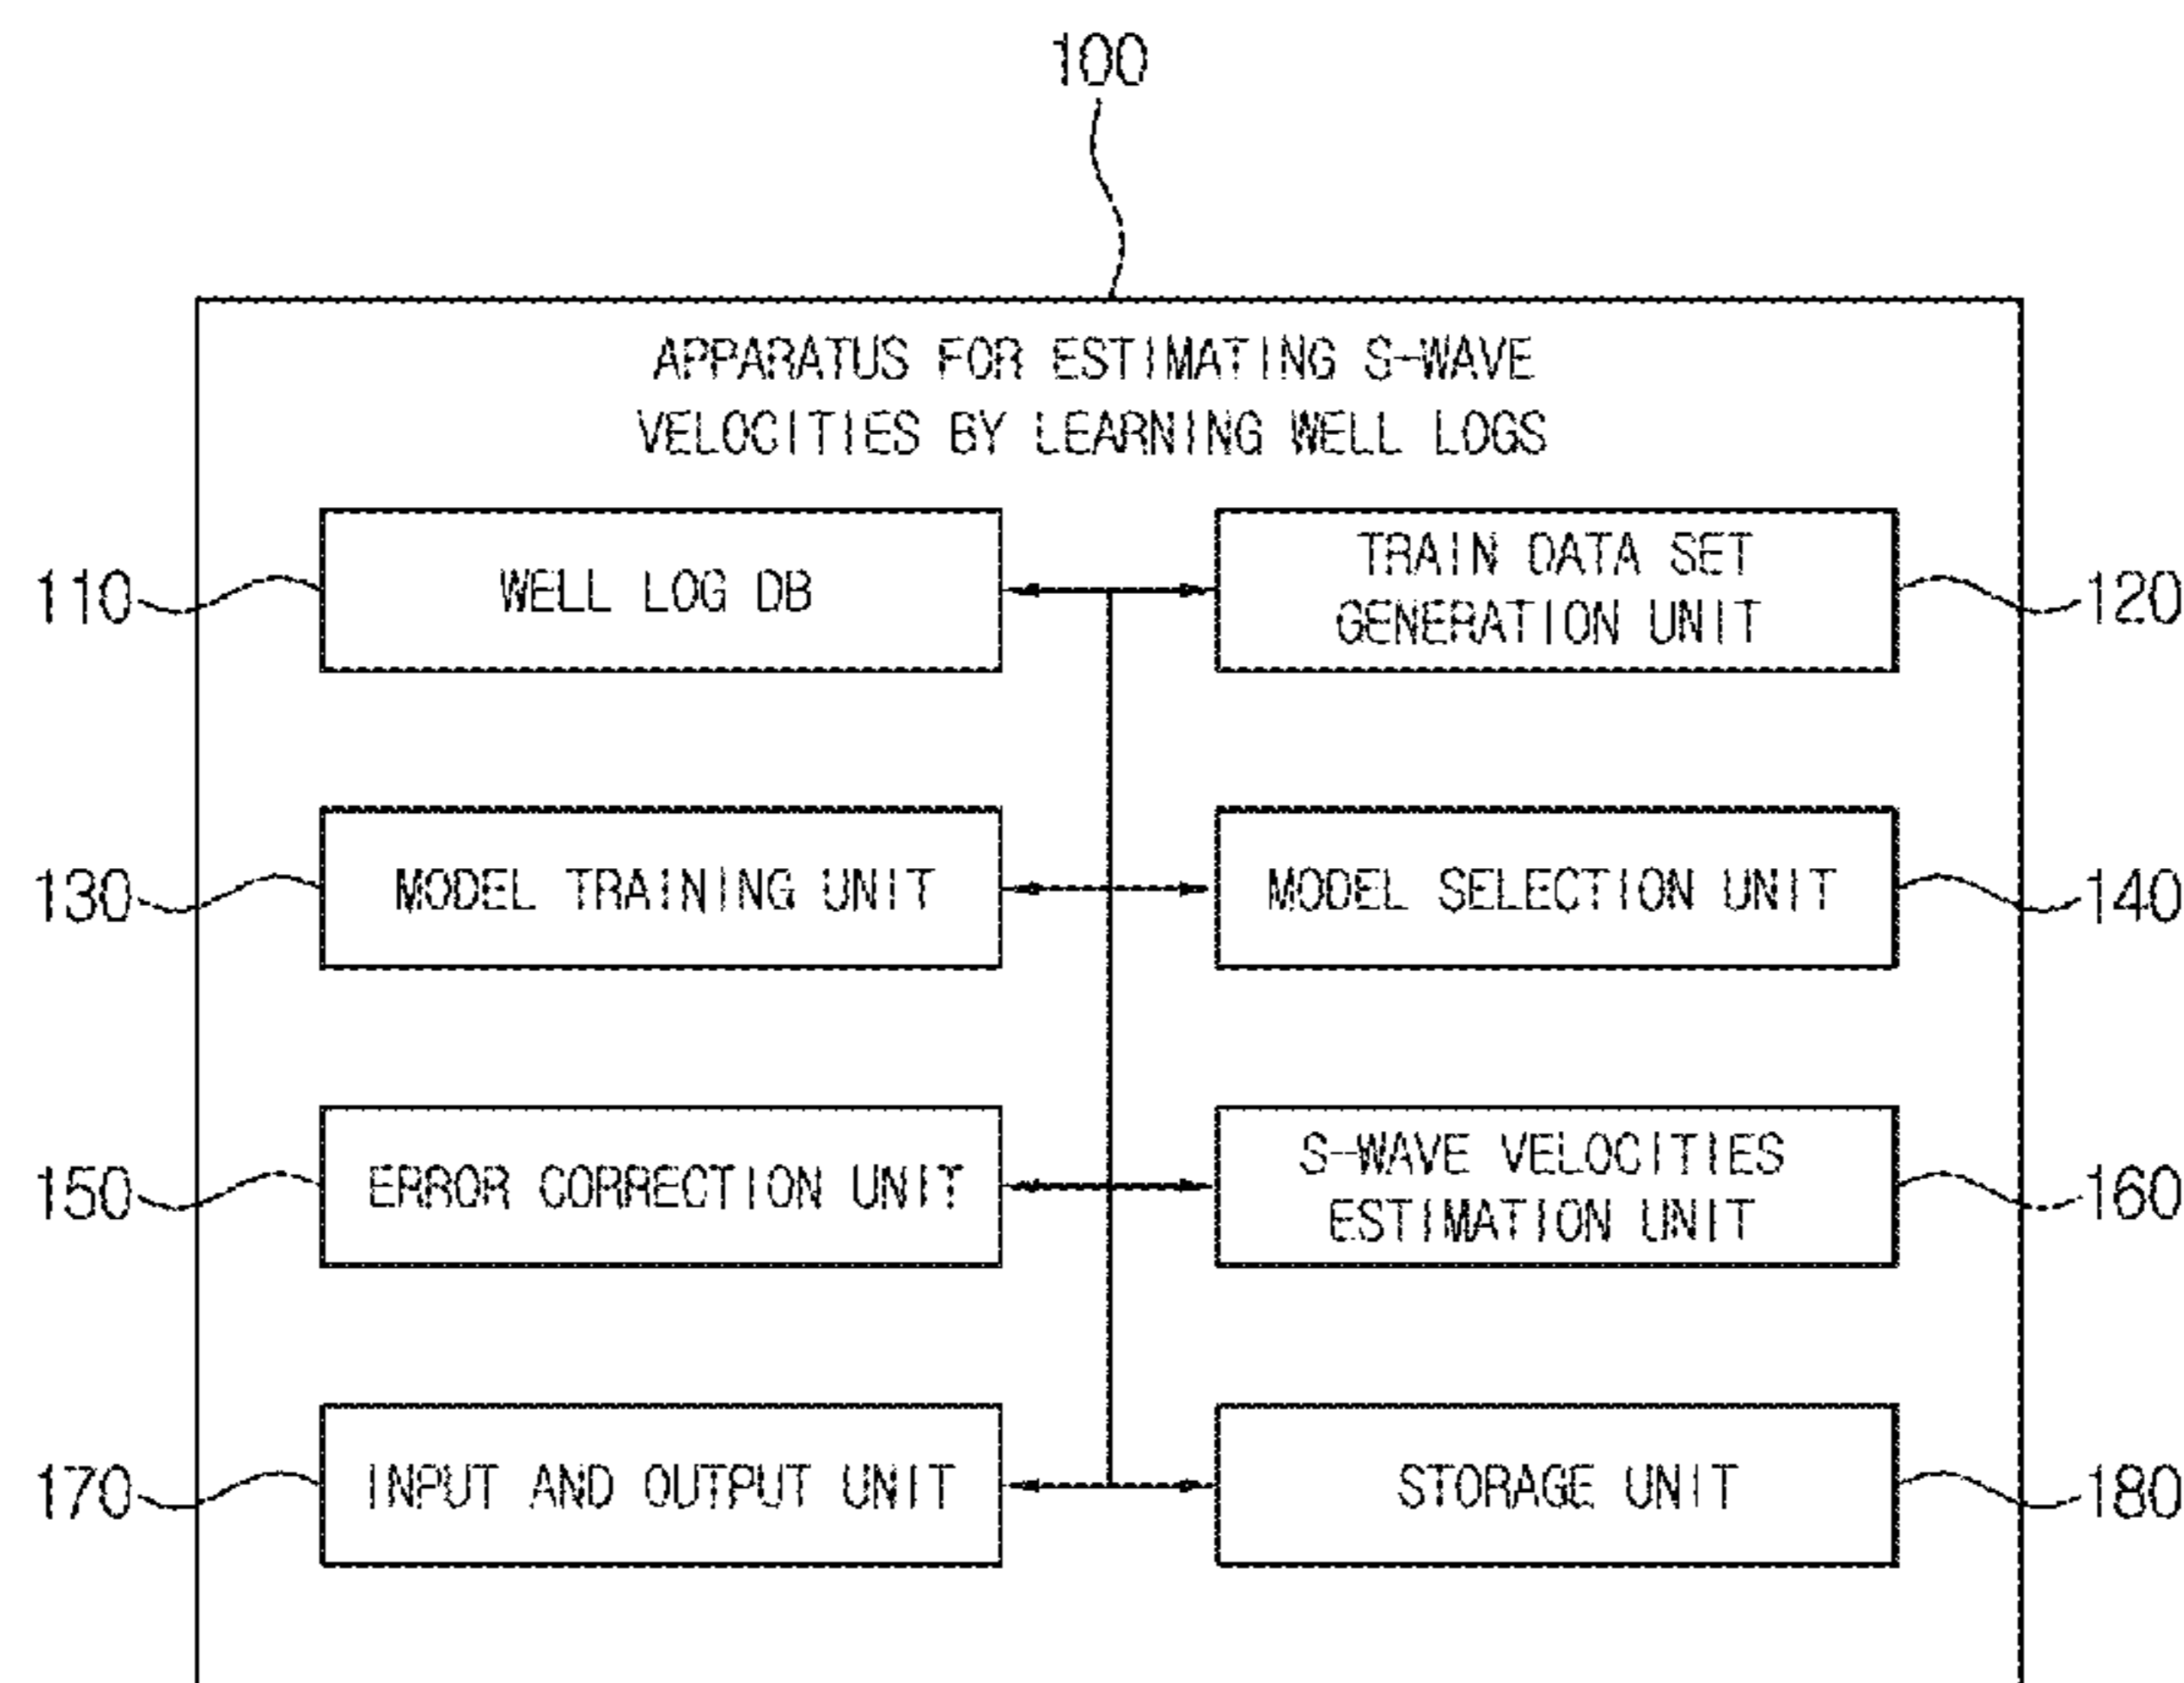 100
APPARATUS FOR ESTIMATING S-WAVE
VELOCITIES BY LEARNING WELL LOGS
110
WELL LOG DB
TRAIN DATA SET
GENERATION UNIT
120
130
MODEL TRAINING UNIT
MODEL SELECTION UNIT
140
150
ERROR CORRECTION UNIT
S-WAVE VELOCITIES
ESTIMATION UNIT
160
170
INPUT AND OUTPUT UNIT
STORAGE UNIT
180